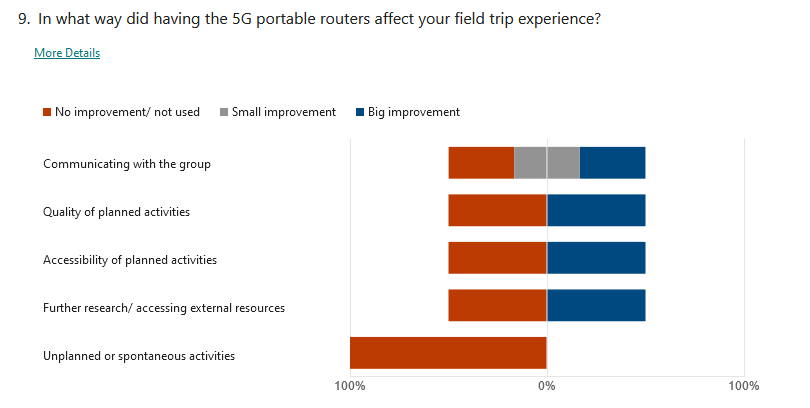 9. In what way did having the 5G portable routers affect your field trip experience?
More Details
No improvement/ not used Small improvement Big improvement
Communicating with the group
Quality of planned activities
Accessibility of planned activities
Further research/ accessing external resources
Unplanned or spontaneous activities
100% 0% 100%